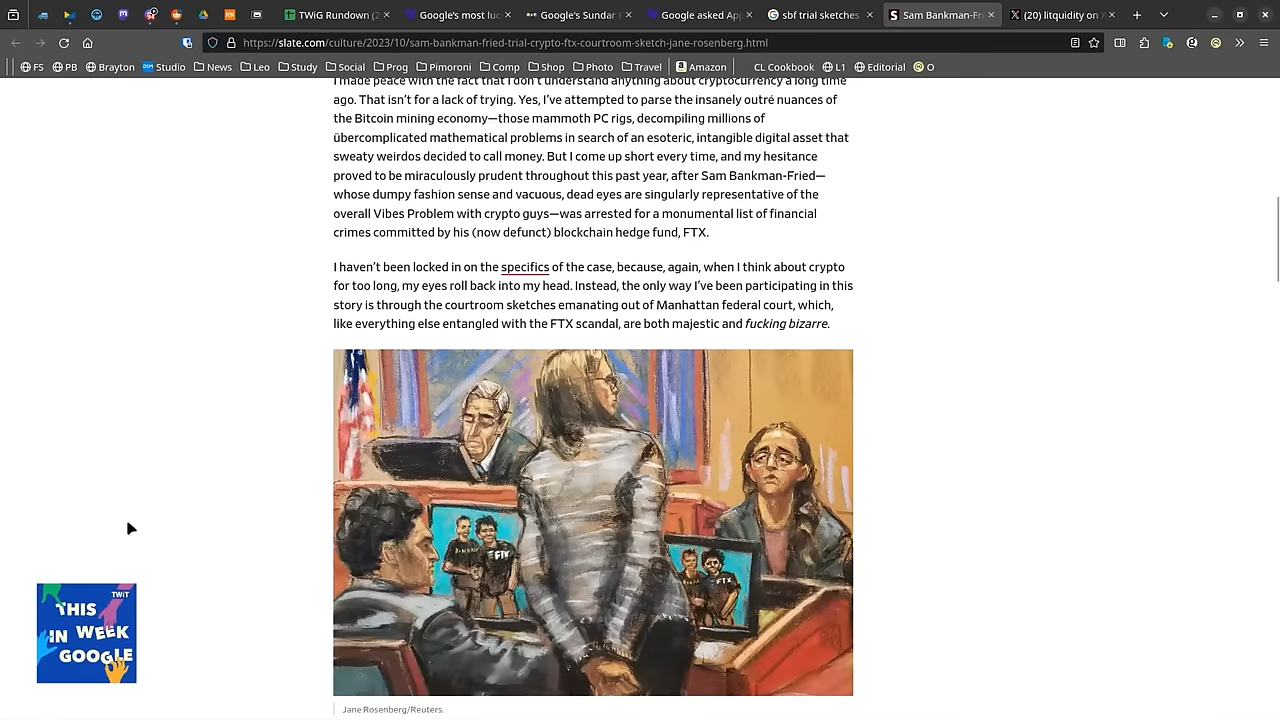 TWiG Rundown (2
Google's most luc
Google's Sundar P
Google asked App
sbf trial sketches
Sam Bankman-Fri
(20) litquidity on X
https://slate.com/culture/2023/10/sam-bankman-fried-trial-crypto-ftx-courtroom-sketch-jane-rosenberg.html
FS PB Brayton Studio News Leo Study Social Prog Pimoroni Comp Shop Photo Travel Amazon CL Cookbook L1 Editorial O
I made peace with the fact that I don't understand anything about cryptocurrency a long time
ago. That isn't for a lack of trying. Yes, I've attempted to parse the insanely outré nuances of
the Bitcoin mining economy—those mammoth PC rigs, decompiling millions of
übercomplicated mathematical problems in search of an esoteric, intangible digital asset that
sweaty weirdos decided to call money. But I come up short every time, and my hesitance
proved to be miraculously prudent throughout this past year, after Sam Bankman-Fried—
whose dumpy fashion sense and vacuous, dead eyes are singularly representative of the
overall Vibes Problem with crypto guys—was arrested for a monumental list of financial
crimes committed by his (now defunct) blockchain hedge fund, FTX.
I haven't been locked in on the specifics of the case, because, again, when I think about crypto
for too long, my eyes roll back into my head. Instead, the only way I've been participating in this
story is through the courtroom sketches emanating out of Manhattan federal court, which,
like everything else entangled with the FTX scandal, are both majestic and fucking bizarre.
FTX
FTX
TWiT
THIS
IN WEEK
GOOGLE
Jane Rosenberg/Reuters.